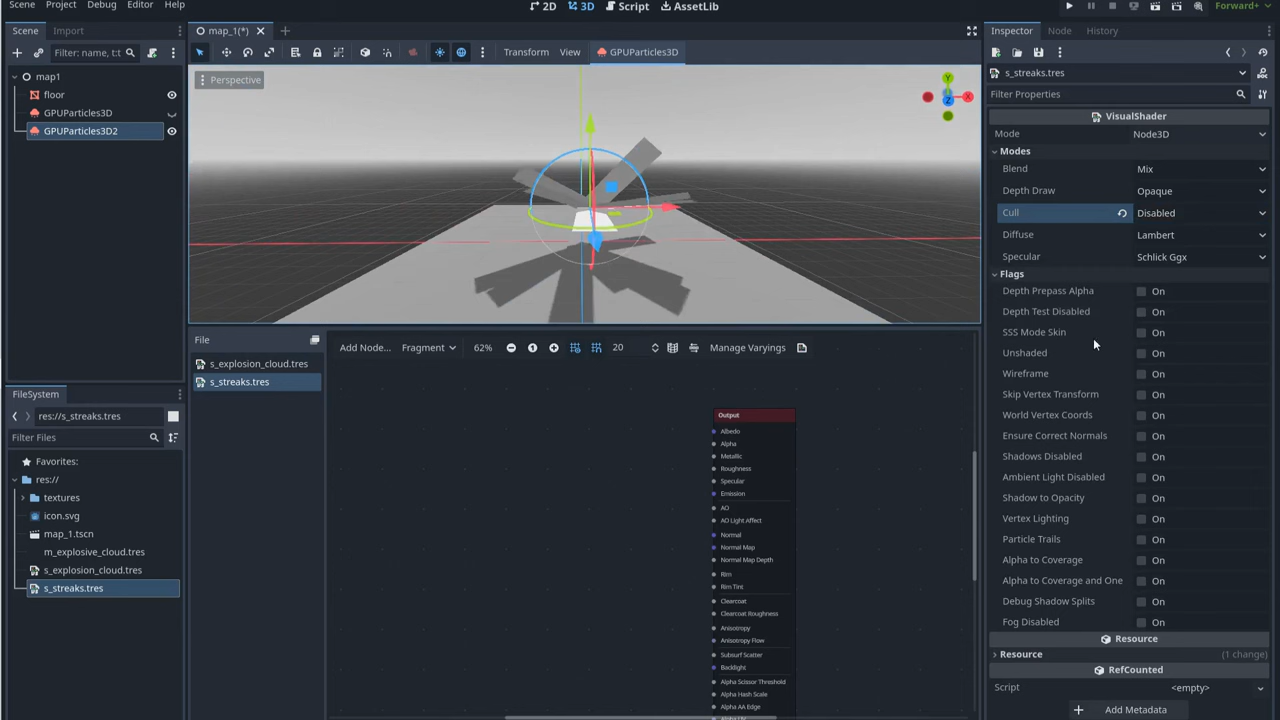 Scene Project Debug Editor Help
2D 3D Script AssetLib
Forward+
Scene Import
Filter: name, t:t
map1
floor
GPUParticles3D
GPUParticles3D2
FileSystem
res://s_streaks.tres
Filter Files
Favorites:
res://
textures
icon.svg
map_1.tscn
m_explosive_cloud.tres
s_explosion_cloud.tres
s_streaks.tres
map_1(*)
Transform View GPUParticles3D
Perspective
Y
X
Z
File
s_explosion_cloud.tres
s_streaks.tres
Add Node... Fragment 62% 20 Manage Varyings
Output
Albedo
Alpha
Metallic
Roughness
Specular
Emission
AO
AO Light Affect
Normal
Normal Map
Normal Map Depth
Rim
Rim Tint
Clearcoat
Clearcoat Roughness
Anisotropy
Anisotropy Flow
Subsurf Scatter
Backlight
Alpha Scissor Threshold
Alpha Hash Scale
Alpha AA Edge
Inspector Node History
s_streaks.tres
Filter Properties
VisualShader
Mode Node3D
Modes
Blend Mix
Depth Draw Opaque
Cull Disabled
Diffuse Lambert
Specular Schlick Ggx
Flags
Depth Prepass Alpha On
Depth Test Disabled On
SSS Mode Skin On
Unshaded On
Wireframe On
Skip Vertex Transform On
World Vertex Coords On
Ensure Correct Normals On
Shadows Disabled On
Ambient Light Disabled On
Shadow to Opacity On
Vertex Lighting On
Particle Trails On
Alpha to Coverage On
Alpha to Coverage and One On
Debug Shadow Splits On
Fog Disabled On
Resource
Resource (1 change)
RefCounted
Script <empty>
Add Metadata